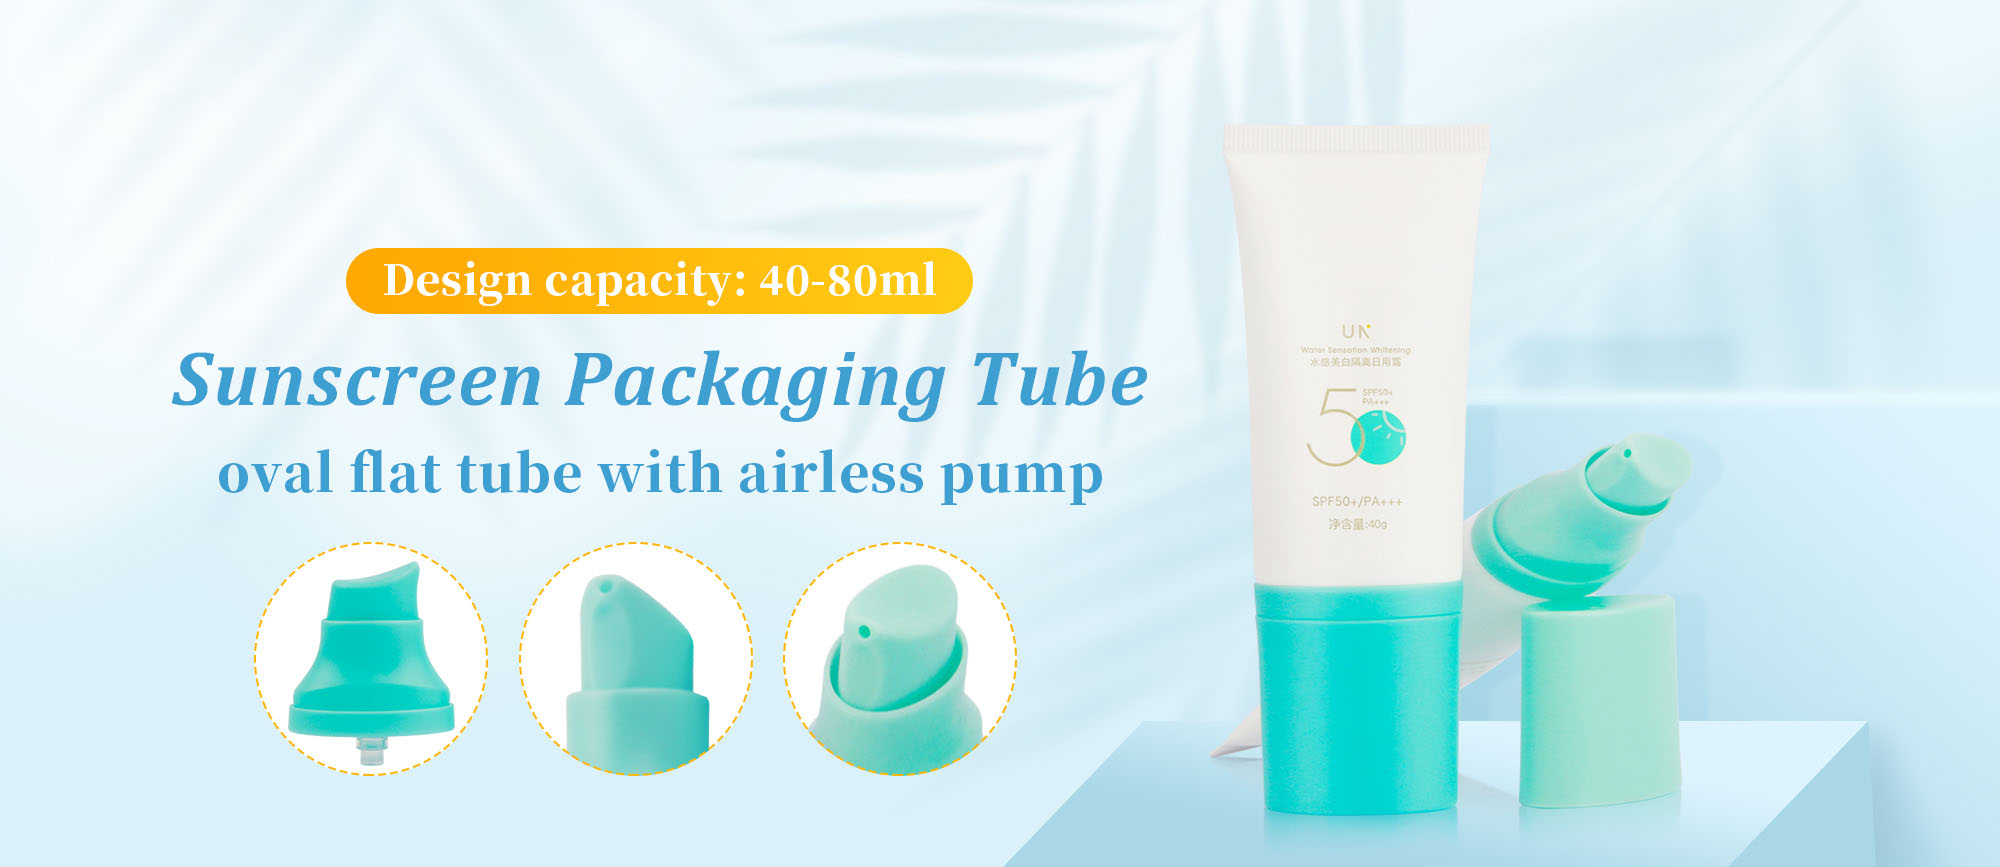 Design capacity: 40-80ml
Sunscreen Packaging Tube
oval flat tube with airless pump
UN
Water Sensation Whitening
水感美白隔离日用霜
50
SPF50+
PA+++
SPF50+/PA+++
净含量:40g